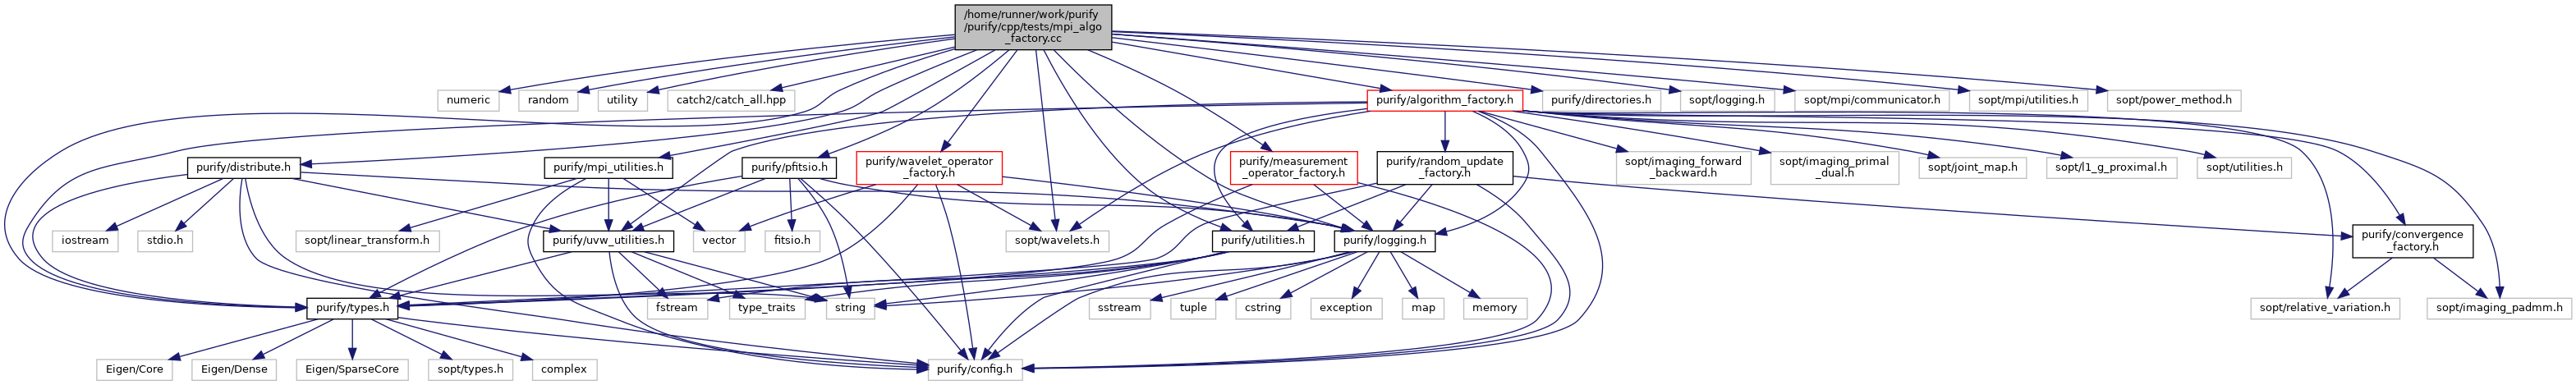 /home/runner/work/purify
/purify/cpp/tests/mpi_algo
_factory.cc
numeric
random
utility
catch2/catch_all.hpp
purify/algorithm_factory.h
purify/directories.h
sopt/logging.h
sopt/mpi/communicator.h
sopt/mpi/utilities.h
sopt/power_method.h
purify/distribute.h
purify/mpi_utilities.h
purify/pfitsio.h
purify/wavelet_operator
_factory.h
purify/measurement
_operator_factory.h
purify/random_update
_factory.h
sopt/imaging_forward
_backward.h
sopt/imaging_primal
_dual.h
sopt/joint_map.h
sopt/l1_g_proximal.h
sopt/utilities.h
iostream
stdio.h
sopt/linear_transform.h
purify/uvw_utilities.h
vector
fitsio.h
sopt/wavelets.h
purify/utilities.h
purify/logging.h
purify/convergence
_factory.h
purify/types.h
fstream
type_traits
string
sstream
tuple
cstring
exception
map
memory
sopt/relative_variation.h
sopt/imaging_padmm.h
Eigen/Core
Eigen/Dense
Eigen/SparseCore
sopt/types.h
complex
purify/config.h